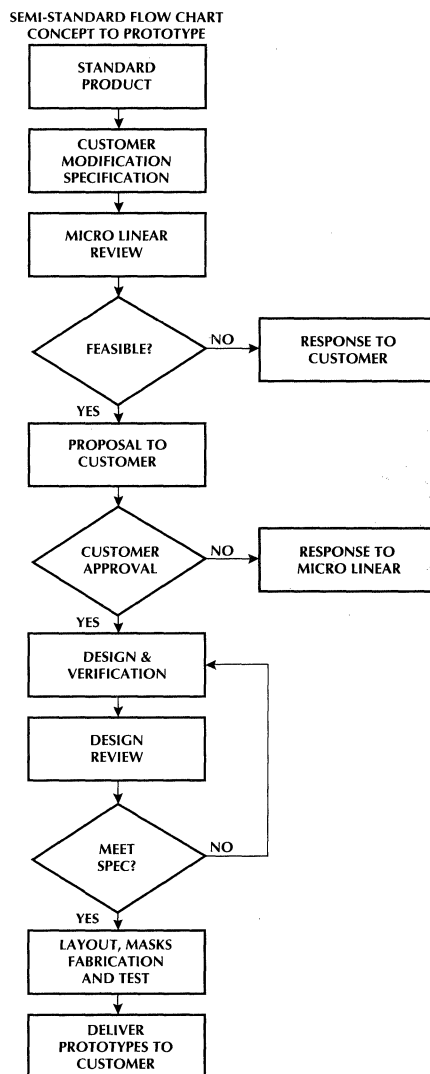 SEMI-STANDARD FLOW CHART
CONCEPT TO PROTOTYPE
STANDARD
PRODUCT
CUSTOMER
MODIFICATION
SPECIFICATION
MICRO LINEAR
REVIEW
FEASIBLE?
NO
RESPONSE TO
CUSTOMER
YES
PROPOSAL TO
CUSTOMER
CUSTOMER
APPROVAL
NO
RESPONSE TO
MICRO LINEAR
YES
DESIGN &
VERIFICATION
DESIGN
REVIEW
MEET
SPEC?
NO
YES
LAYOUT, MASKS
FABRICATION
AND TEST
DELIVER
PROTOTYPES TO
CUSTOMER